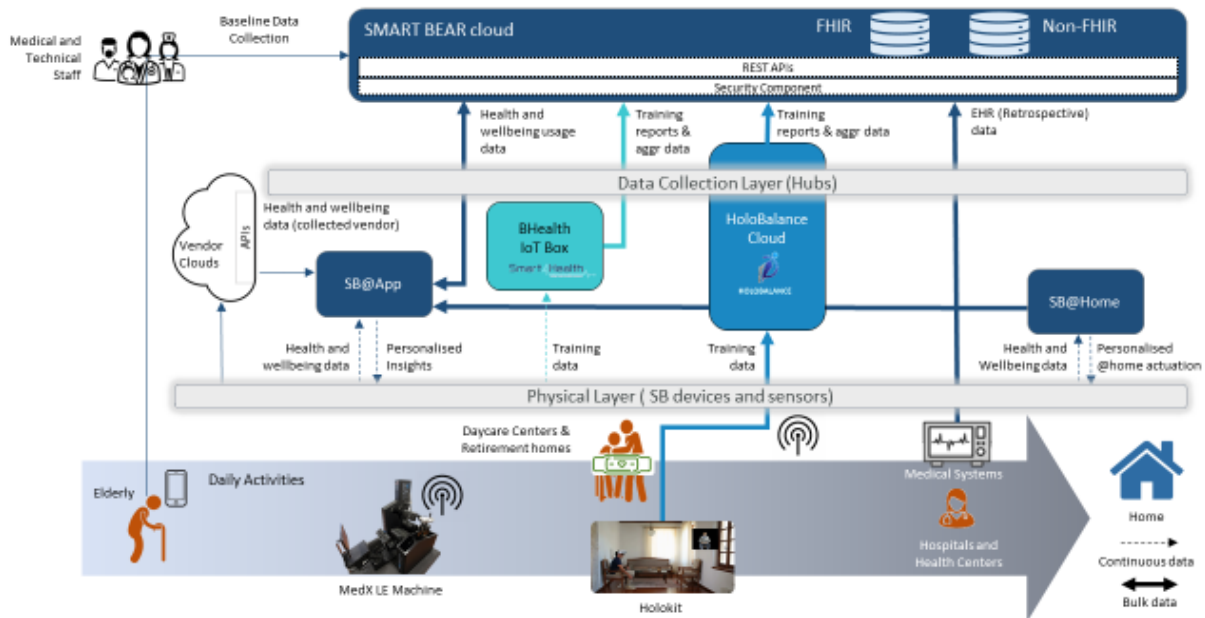 Medical and
Technical
Staff
Baseline Data
Collection
SMART BEAR cloud
FHIR
Non-FHIR
REST APIs
Security Component
Health and
wellbeing usage
data
Training
reports &
aggr data
Training
reports & aggr data
EHR (Retrospective)
data
Data Collection Layer (Hubs)
Vendor
Clouds
APIs
Health and wellbeing
data (collected vendor)
SB@App
BHealth
IoT Box
Smart4Health
HoloBalance
Cloud
HOLOBALANCE
SB@Home
Health and
wellbeing data
Personalised
Insights
Training
data
Training
data
Health and
Wellbeing data
Personalised
@home actuation
Physical Layer ( SB devices and sensors)
Daycare Centers &
Retirement homes
Elderly
Daily Activities
MedX LE Machine
Holokit
Medical Systems
Hospitals and
Health Centers
Home
Continuous data
Bulk data